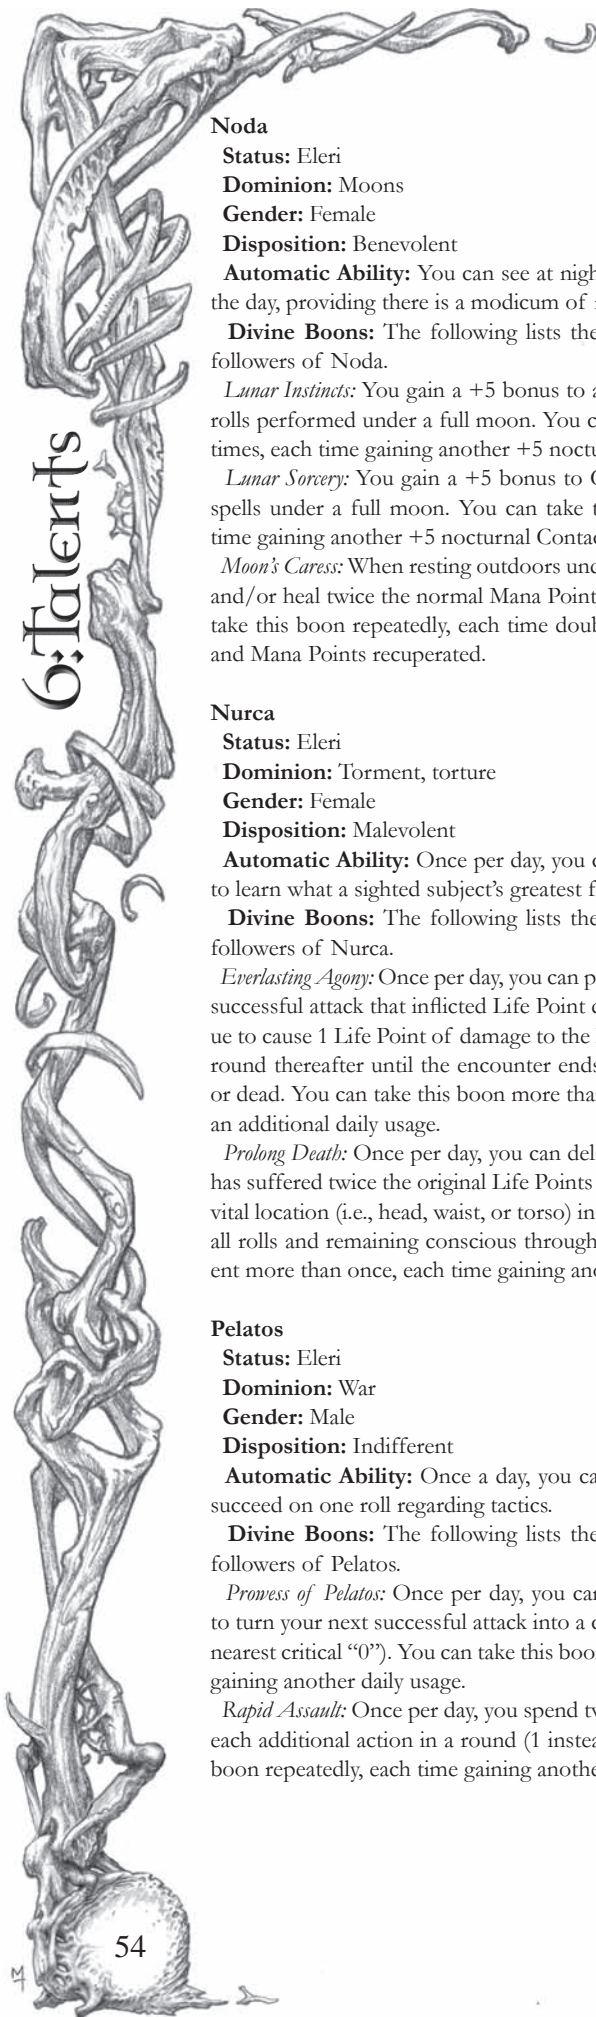 Noda
Status: Eleri
Dominion: Moons
Gender: Female
Disposition: Benevolent
Automatic Ability: You can see at nigh
the day, providing there is a modicum of
Divine Boons: The following lists the
followers of Noda.
Lunar Instincts: You gain a +5 bonus to a
rolls performed under a full moon. You c
times, each time gaining another +5 noctu
Lunar Sorcery: You gain a +5 bonus to C
spells under a full moon. You can take t
time gaining another +5 nocturnal Contac
Moon's Caress: When resting outdoors und
and/or heal twice the normal Mana Point
take this boon repeatedly, each time doub
and Mana Points recuperated.
6:Talents
Nurca
Status: Eleri
Dominion: Torment, torture
Gender: Female
Disposition: Malevolent
Automatic Ability: Once per day, you c
to learn what a sighted subject's greatest f
Divine Boons: The following lists the
followers of Nurca.
Everlasting Agony: Once per day, you can p
successful attack that inflicted Life Point d
ue to cause 1 Life Point of damage to the
round thereafter until the encounter ends
or dead. You can take this boon more tha
an additional daily usage.
Prolong Death: Once per day, you can del
has suffered twice the original Life Points
vital location (i.e., head, waist, or torso) in
all rolls and remaining conscious through
ent more than once, each time gaining ano
Pelatos
Status: Eleri
Dominion: War
Gender: Male
Disposition: Indifferent
Automatic Ability: Once a day, you ca
succeed on one roll regarding tactics.
Divine Boons: The following lists the
followers of Pelatos.
Prowess of Pelatos: Once per day, you can
to turn your next successful attack into a c
nearest critical “0”). You can take this boo
gaining another daily usage.
Rapid Assault: Once per day, you spend tw
each additional action in a round (1 instea
boon repeatedly, each time gaining anothe
54